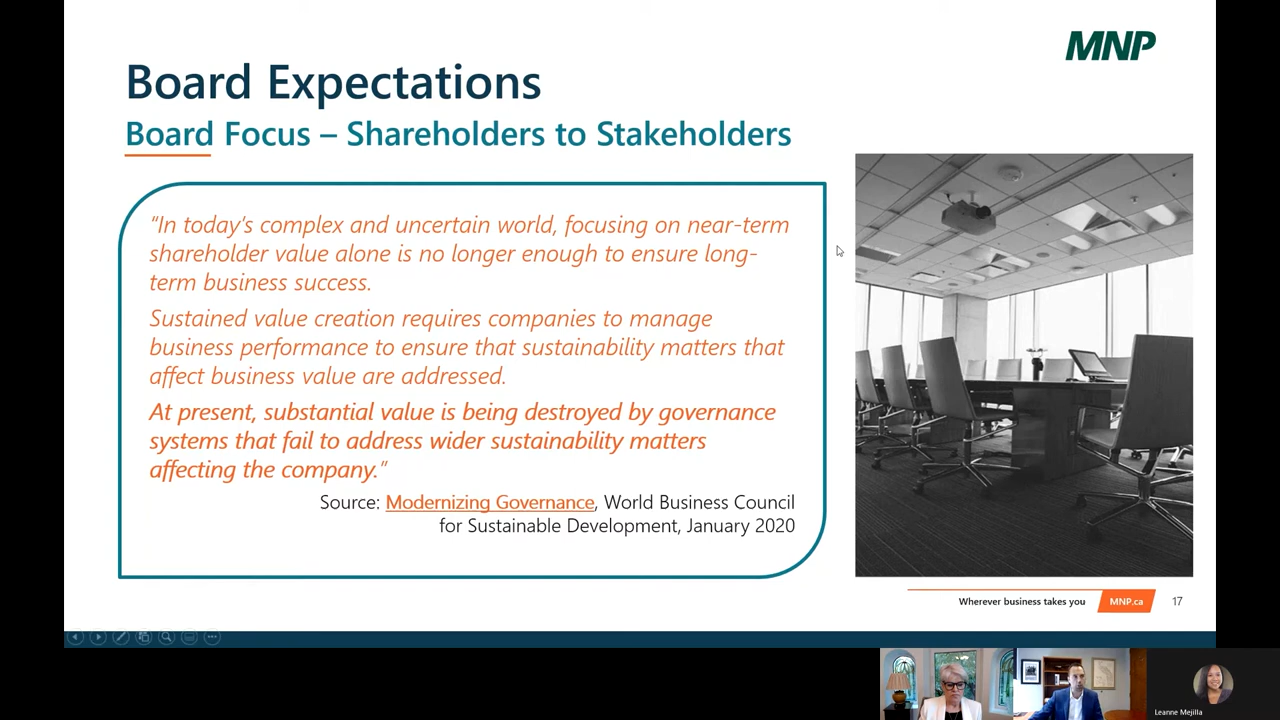 MNP
Board Expectations
Board Focus – Shareholders to Stakeholders
"In today's complex and uncertain world, focusing on near-term
shareholder value alone is no longer enough to ensure long-
term business success.
Sustained value creation requires companies to manage
business performance to ensure that sustainability matters that
affect business value are addressed.
At present, substantial value is being destroyed by governance
systems that fail to address wider sustainability matters
affecting the company."
Source: Modernizing Governance, World Business Council
for Sustainable Development, January 2020
Wherever business takes you
MNP.ca
17
Leanne Mejilla